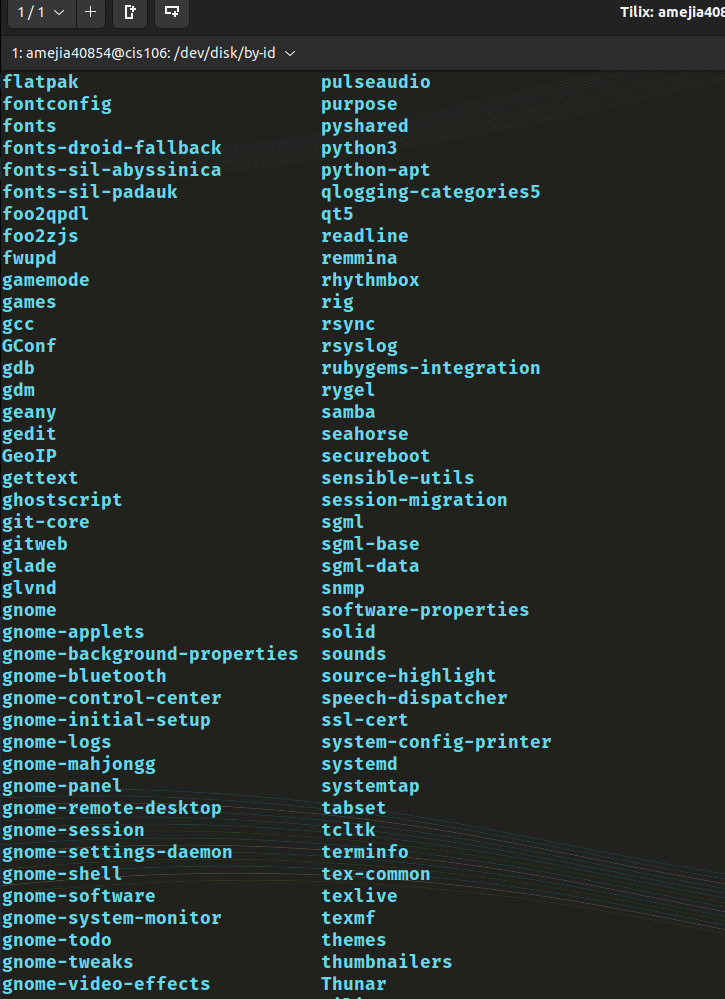 1 / 1
Tilix: amejia408
1: amejia40854@cis106: /dev/disk/by-id
flatpak pulseaudio
fontconfig purpose
fonts pyshared
fonts-droid-fallback python3
fonts-sil-abyssinica python-apt
fonts-sil-padauk qlogging-categories5
foo2qpdl qt5
foo2zjs readline
fwupd remmina
gamemode rhythmbox
games rig
gcc rsync
GConf rsyslog
gdb rubygems-integration
gdm rygel
geany samba
gedit seahorse
GeoIP secureboot
gettext sensible-utils
ghostscript session-migration
git-core sgml
gitweb sgml-base
glade sgml-data
glvnd snmp
gnome software-properties
gnome-applets solid
gnome-background-properties sounds
gnome-bluetooth source-highlight
gnome-control-center speech-dispatcher
gnome-initial-setup ssl-cert
gnome-logs system-config-printer
gnome-mahjongg systemd
gnome-panel systemtap
gnome-remote-desktop tabset
gnome-session tcltk
gnome-settings-daemon terminfo
gnome-shell tex-common
gnome-software texlive
gnome-system-monitor texmf
gnome-todo themes
gnome-tweaks thumbnailers
gnome-video-effects Thunar